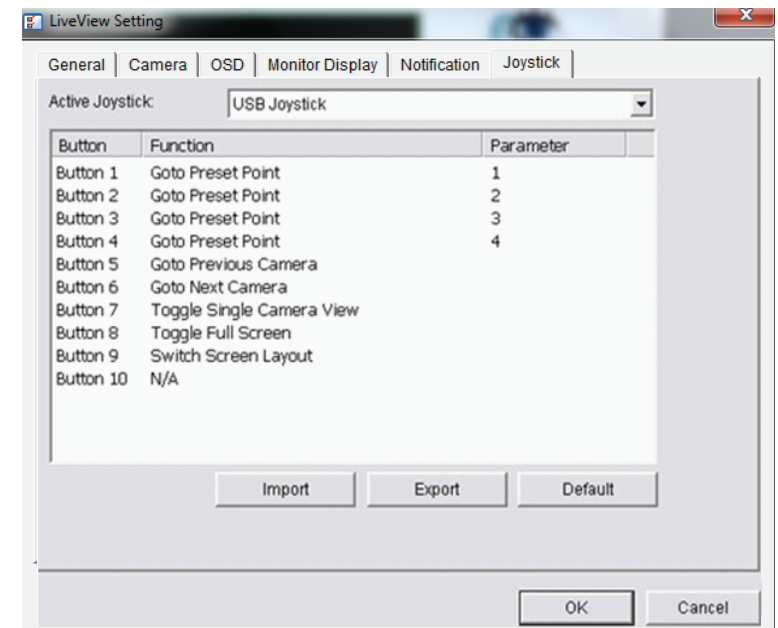 LiveView Setting
X
General Camera OSD Monitor Display Notification Joystick
Active Joystick: USB Joystick
Button Function Parameter
Button 1 Goto Preset Point 1
Button 2 Goto Preset Point 2
Button 3 Goto Preset Point 3
Button 4 Goto Preset Point 4
Button 5 Goto Previous Camera
Button 6 Goto Next Camera
Button 7 Toggle Single Camera View
Button 8 Toggle Full Screen
Button 9 Switch Screen Layout
Button 10 N/A
Import Export Default
OK Cancel